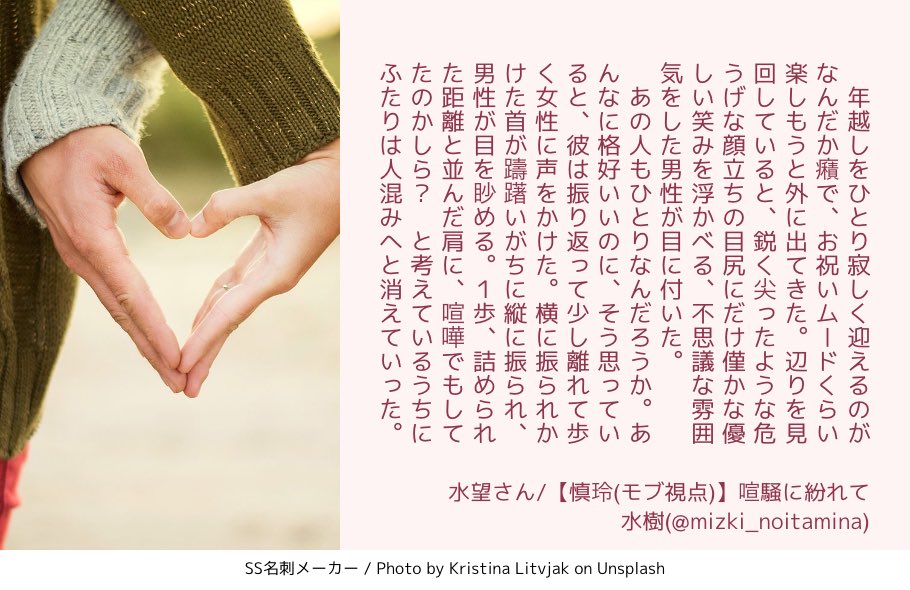 年越しをひとり寂しく迎えるのが
なんだか癪で、お祝いムードくらい
楽しもうと外に出てきた。辺りを見
回していると、鋭く尖ったような危
うげな顔立ちの目尻にだけ僅かな優
しい笑みを浮かべる、不思議な雰囲
気をした男性が目に付いた。
　あの人もひとりなんだろうか。あ
んなに格好いいのに、そう思ってい
ると、彼は振り返って少し離れて歩
く女性に声をかけた。横に振られか
けた首が躊躇いがちに縦に振られ、
男性が目を眇める。１歩、詰められ
た距離と並んだ肩に、喧嘩でもして
たのかしら？　と考えているうちに
ふたりは人混みへと消えていった。
水望さん/【慎玲(モブ視点)】喧騒に紛れて
水樹(@mizki_noitamina)
SS名刺メーカー / Photo by Kristina Litvjak on Unsplash